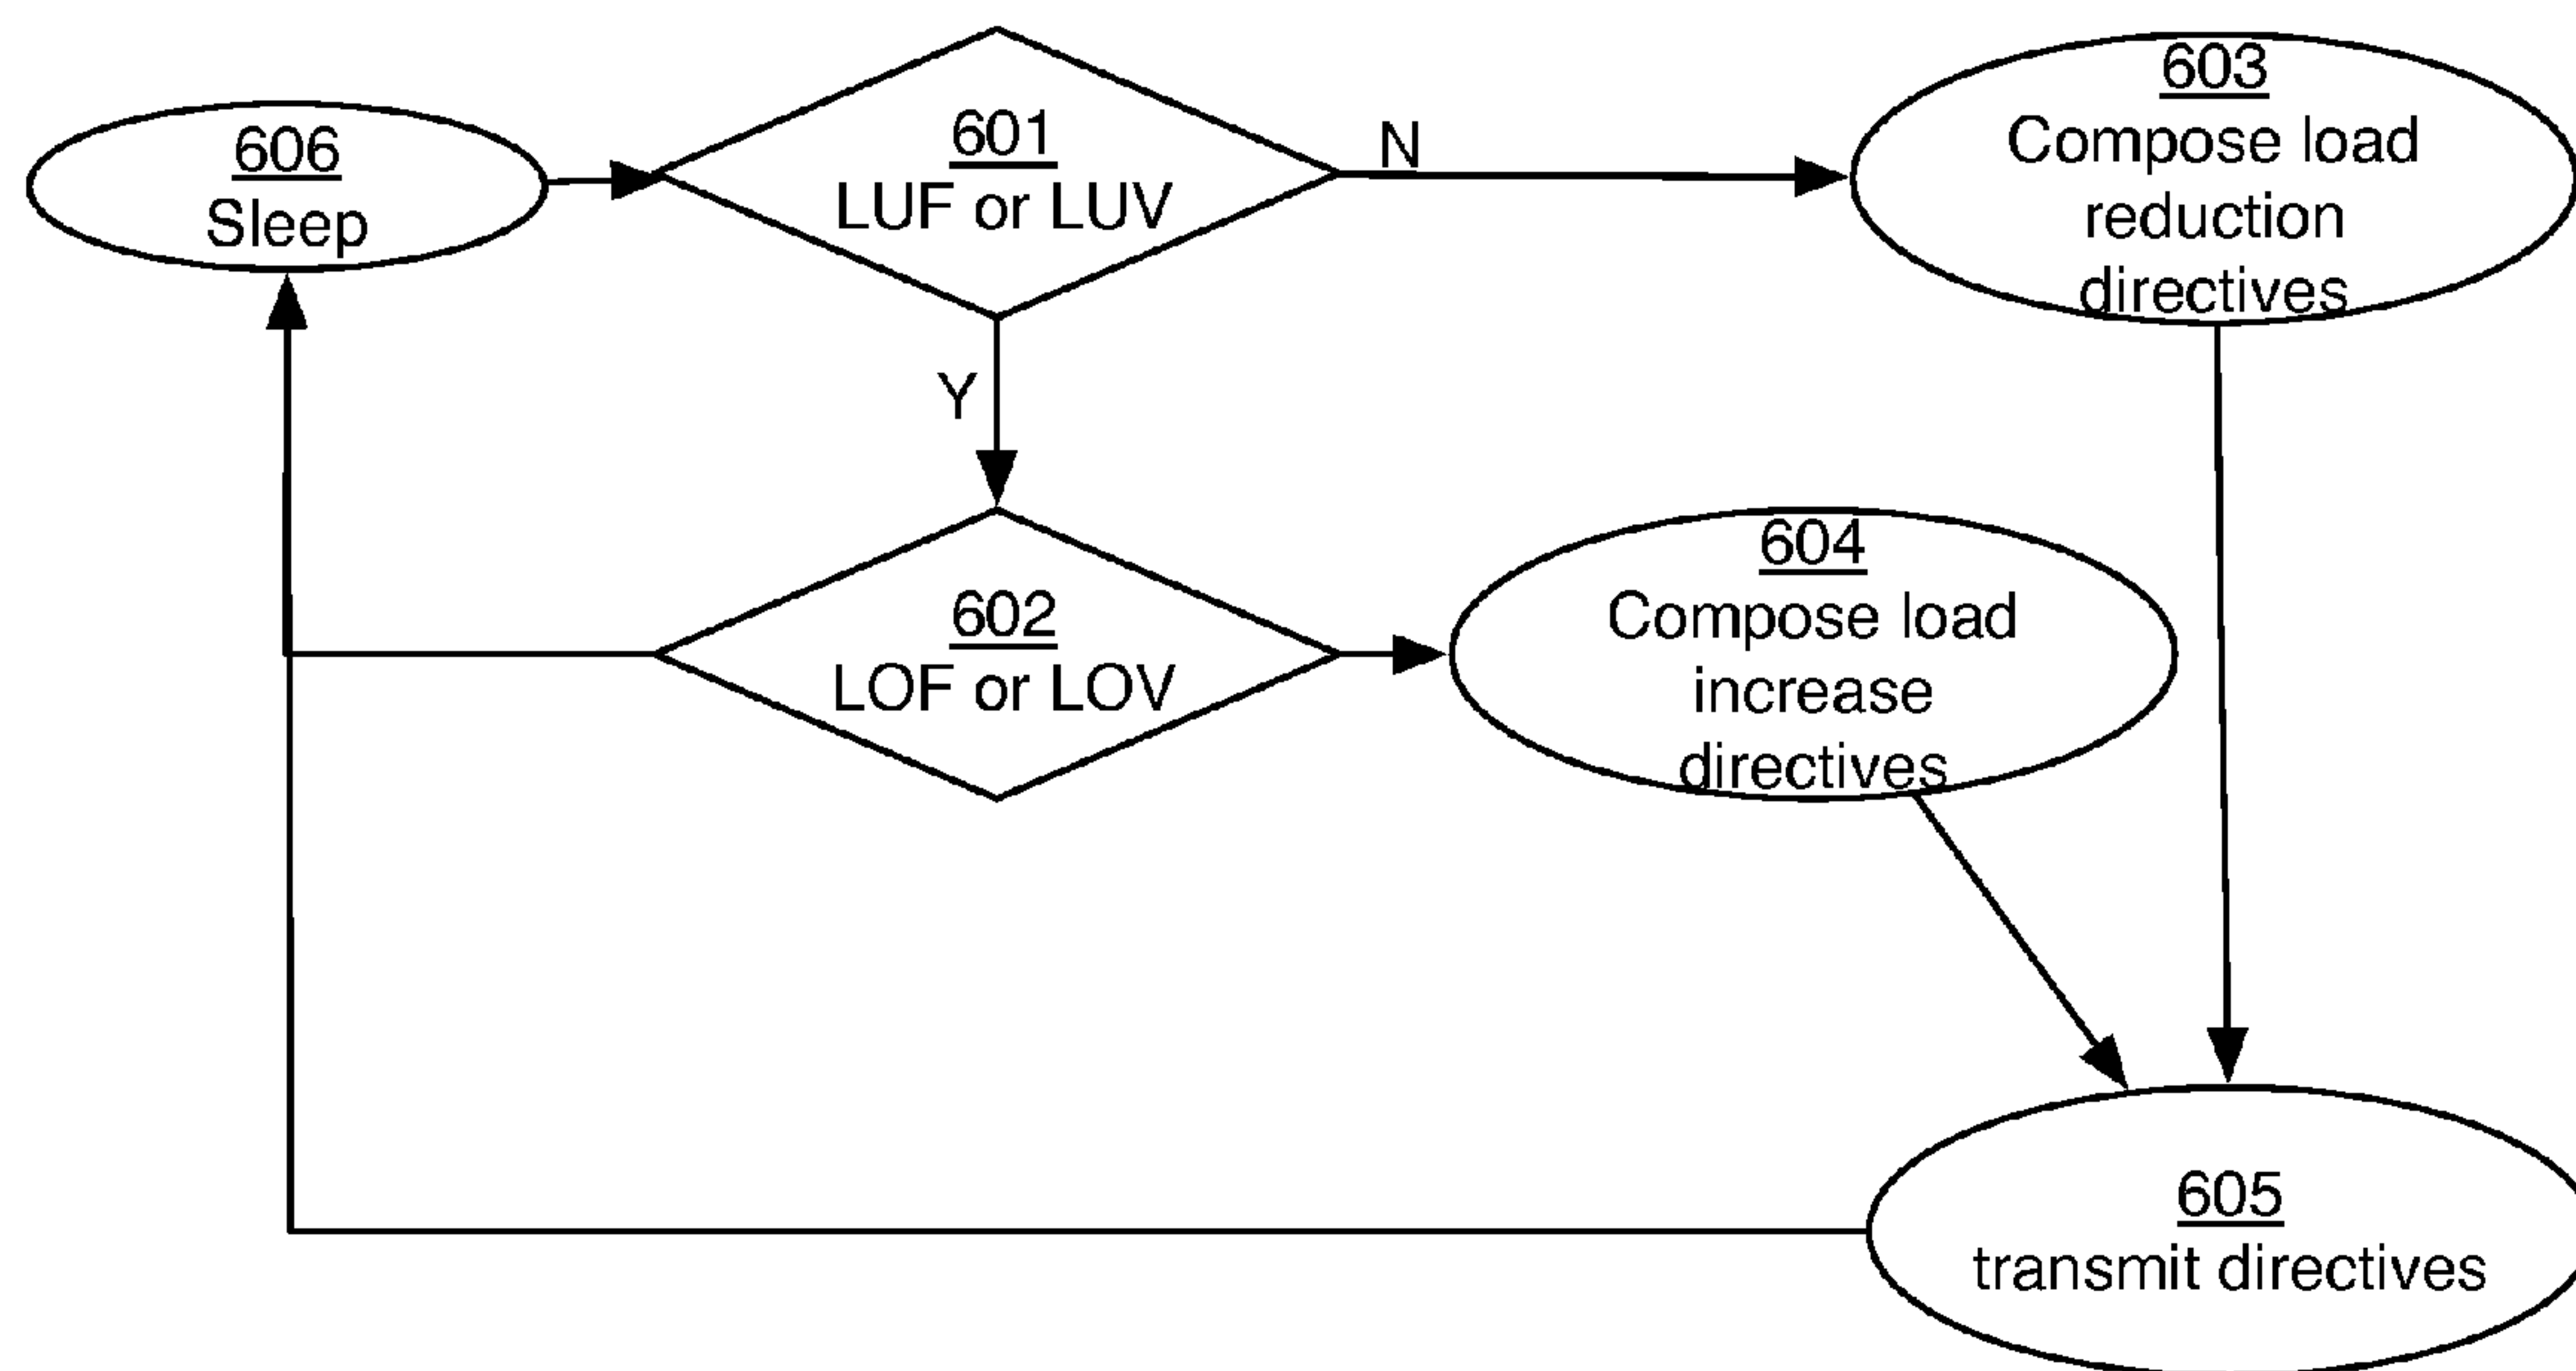 606
Sleep
601
LUF or LUV
N
603
Compose load
reduction
directives
Y
602
LOF or LOV
604
Compose load
increase
directives
605
transmit directives